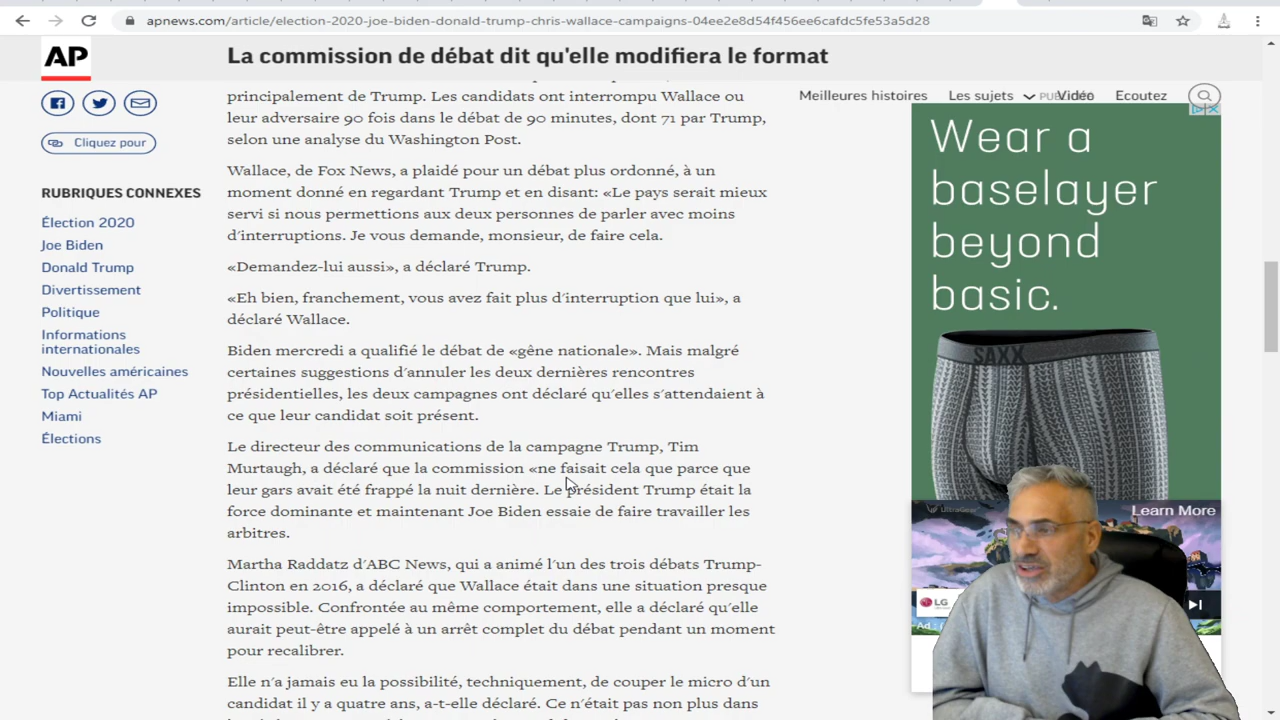 apnews.com/article/election-2020-joe-biden-donald-trump-chris-wallace-campaigns-04ee2e8d54f456ee6cafdc5fe53a5d28
AP
La commission de débat dit qu'elle modifiera le format
Meilleures histoires
Les sujets
Vidéo
Ecoutez
Cliquez pour
RUBRIQUES CONNEXES
Élection 2020
Joe Biden
Donald Trump
Divertissement
Politique
Informations
internationales
Nouvelles américaines
Top Actualités AP
Miami
Élections
principalement de Trump. Les candidats ont interrompu Wallace ou
leur adversaire 90 fois dans le débat de 90 minutes, dont 71 par Trump,
selon une analyse du Washington Post.
Wallace, de Fox News, a plaidé pour un débat plus ordonné, à un
moment donné en regardant Trump et en disant: «Le pays serait mieux
servi si nous permettions aux deux personnes de parler avec moins
d'interruptions. Je vous demande, monsieur, de faire cela.
«Demandez-lui aussi», a déclaré Trump.
«Eh bien, franchement, vous avez fait plus d'interruption que lui», a
déclaré Wallace.
Biden mercredi a qualifié le débat de «gêne nationale». Mais malgré
certaines suggestions d'annuler les deux dernières rencontres
présidentielles, les deux campagnes ont déclaré qu'elles s'attendaient à
ce que leur candidat soit présent.
Le directeur des communications de la campagne Trump, Tim
Murtaugh, a déclaré que la commission «ne faisait cela que parce que
leur gars avait été frappé la nuit dernière. Le président Trump était la
force dominante et maintenant Joe Biden essaie de faire travailler les
arbitres.
Martha Raddatz d'ABC News, qui a animé l'un des trois débats Trump-
Clinton en 2016, a déclaré que Wallace était dans une situation presque
impossible. Confrontée au même comportement, elle a déclaré qu'elle
aurait peut-être appelé à un arrêt complet du débat pendant un moment
pour recalibrer.
Elle n'a jamais eu la possibilité, techniquement, de couper le micro d'un
candidat il y a quatre ans, a-t-elle déclaré. Ce n'était pas non plus dans
Wear a
baselayer
beyond
basic.
SAXX
Learn More
UltraGear
LG